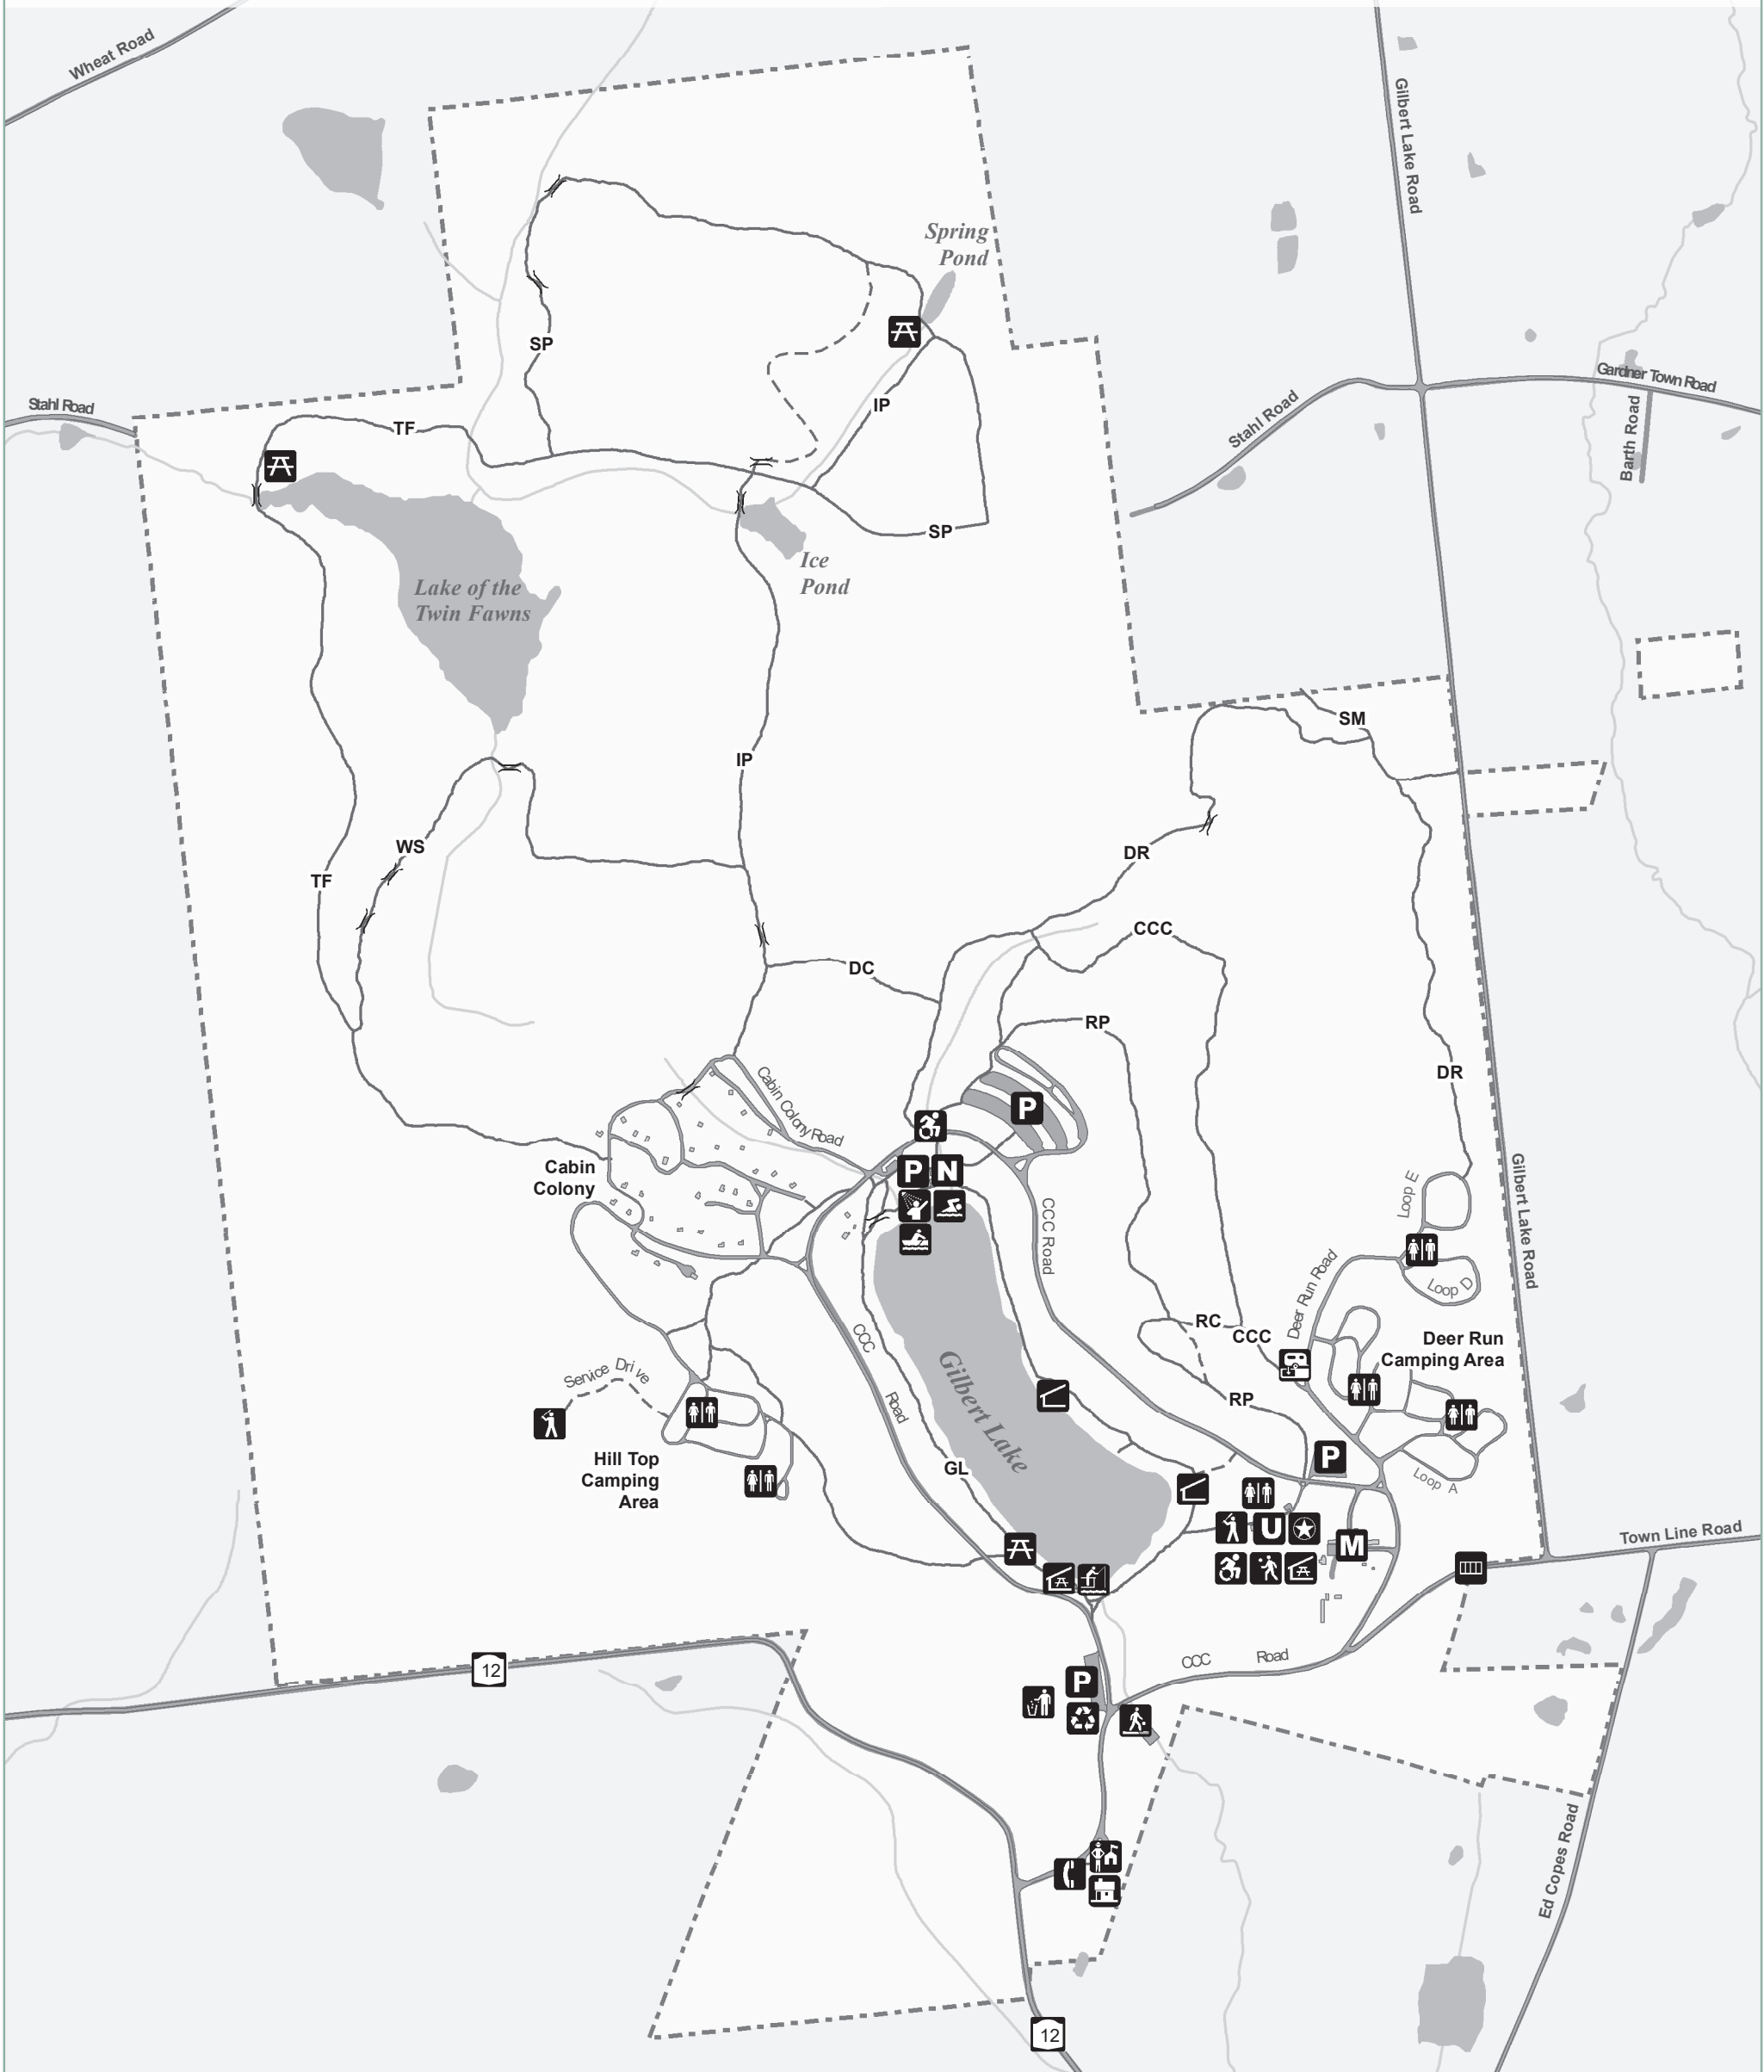 Wheat Road
Gilbert Lake Road
Spring
Pond
SP
IP
Stahl Road
TF
Stahl Road
Gardner Town Road
Barth Road
SP
Ice
Pond
Lake of the
Twin Fawns
SM
IP
WS
DR
TF
CCC
DC
RP
DR
Cabin Colony Road
P
Cabin
Colony
P
N
CCC Road
Loop E
Gilbert Lake Road
Loop D
Deer Run Road
RC
CCC
Deer Run
Camping Area
CCC
Road
Service Drive
Gilbert Lake
RP
Hill Top
Camping
Area
GL
P
Loop A
U
M
Town Line Road
12
CCC
Road
P
Ed Copes Road
12